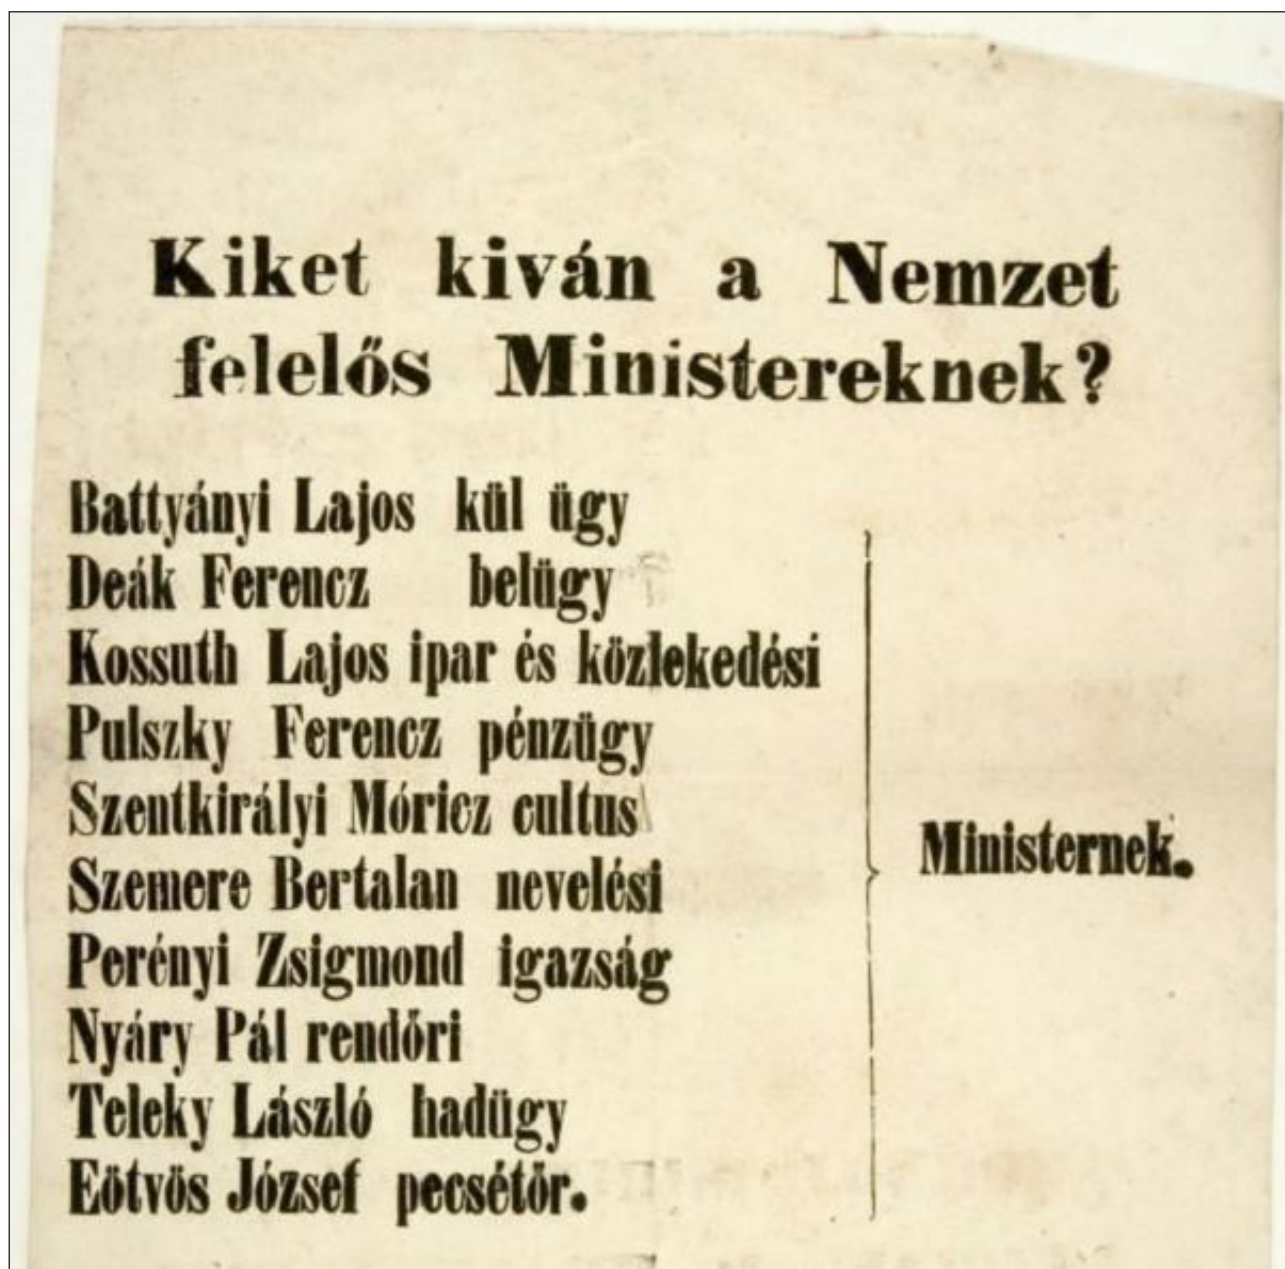 Kiket kiván a Nemzet
felelős Ministereknek?
Battyányi Lajos kül ügy
Deák Ferencz belügy
Kossuth Lajos ipar és közlekedési
Pulszky Ferencz pénzügy
Szentkirályi Móricz cultus
Szemere Bertalan nevelési
Perényi Zsigmond igazság
Nyáry Pál rendőri
Teleky László hadügy
Eötvös József pecsétőr.
Ministernek.